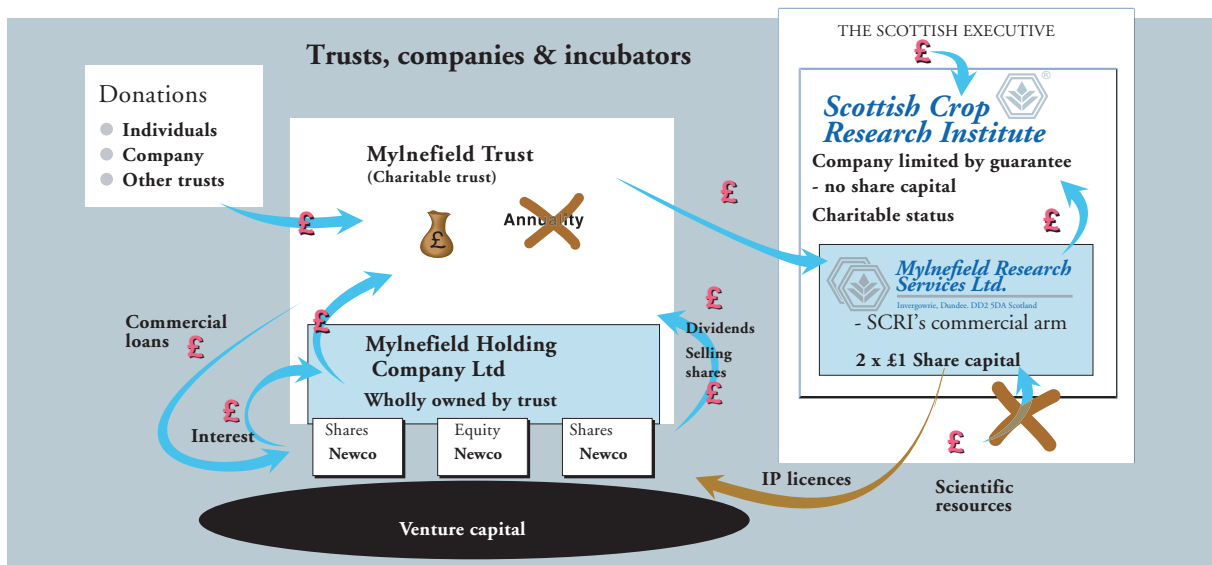 Trusts, companies & incubators
Donations
Individuals
Company
Other trusts
£
Mylnefield Trust
(Charitable trust)
£
Annuality
£
Commercial
loans
£
£
Interest
£
Mylnefield Holding
Company Ltd
Wholly owned by trust
£
Dividends
Selling
shares
£
Shares
Newco
Equity
Newco
Shares
Newco
Venture capital
THE SCOTTISH EXECUTIVE
£
Scottish Crop
Research Institute
®
Company limited by guarantee
- no share capital
Charitable status
£
Mylnefield Research
Services Ltd.
Invergowrie, Dundee. DD2 5DA Scotland
- SCRI's commercial arm
2 x £1 Share capital
£
IP licences
Scientific
resources